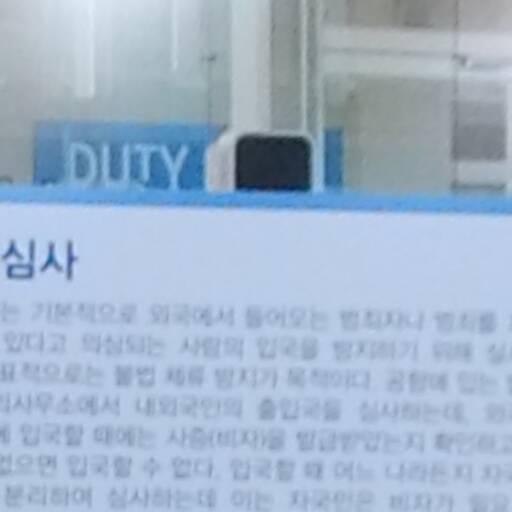 DUTY
심사
는 기본적으로 외국에서 들어오는 범죄자나 범죄를
있다고 의심되는 사람의 입국을 방지하기 위해
표적으로는 불법 체류 방지가 목적이다. 공항에 있는
리사무소에서 내외국인의 출입국을 심사하는데,
에 입국할 때에는 사증(비자)을 발급받았는지 확인하고
없으면 입국할 수 없다. 입국할 때 어느 나라든지
분리하여 심사하는데 이는 자국민은 비자가 필요